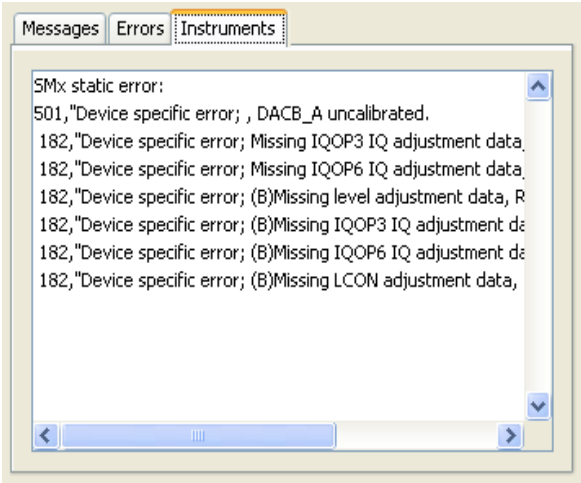 Messages Errors Instruments
SMx static error:
501,"Device specific error; , DACB_A uncalibrated.
182,"Device specific error; Missing IQOP3 IQ adjustment data,
182,"Device specific error; Missing IQOP6 IQ adjustment data,
182,"Device specific error; (B)Missing level adjustment data, R
182,"Device specific error; (B)Missing IQOP3 IQ adjustment da
182,"Device specific error; (B)Missing IQOP6 IQ adjustment da
182,"Device specific error; (B)Missing LCON adjustment data,